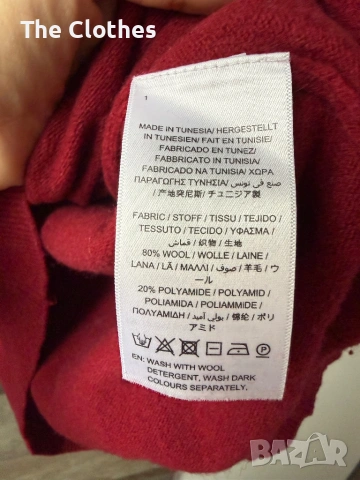 The Clothes
1
MADE IN TUNESIA/ HERGESTELLT
IN TUNESIEN/ FAIT EN TUNISIE/
FABRICADO EN TUNEZ/
FABBRICATO IN TUNISIA/
FABRICADO NA TUNISIA/ ΧΩΡΑ
ΠΑΡΑΓΩΓΗΣ ΤΥΝΗΣΙΑ/ صنع في تونس
/产地突尼斯/ チュニジア製
FABRIC / STOFF / TISSU / TEJIDO /
TESSUTO / TECIDO / ΥΦΑΣΜΑ /
قماش / 织物 / 生地
80% WOOL / WOLLE / LAINE /
LANA / LÃ / ΜΑΛΛΙ / صوف / 羊毛 / ウ
ール
20% POLYAMIDE / POLYAMID /
POLIAMIDA / POLIAMMIDE /
ΠΟΛΥΑΜΙΔΗ / بولي أميد / 锦纶 / ポリ
アミド
P
EN: WASH WITH WOOL
DETERGENT, WASH DARK
COLOURS SEPARATELY,
BAZAR